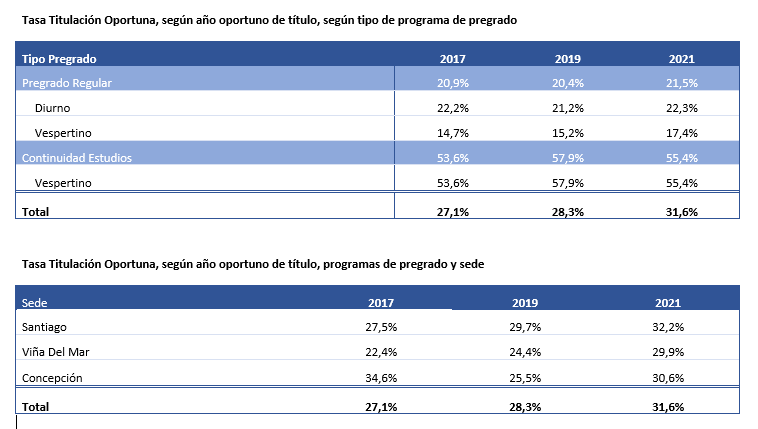 Tasa Titulación Oportuna, según año oportuno de título, según tipo de programa de pregrado
Tipo Pregrado 2017 2019 2021
Pregrado Regular 20,9% 20,4% 21,5%
Diurno 22,2% 21,2% 22,3%
Vespertino 14,7% 15,2% 17,4%
Continuidad Estudios 53,6% 57,9% 55,4%
Vespertino 53,6% 57,9% 55,4%
Total 27,1% 28,3% 31,6%
Tasa Titulación Oportuna, según año oportuno de título, programas de pregrado y sede
Sede 2017 2019 2021
Santiago 27,5% 29,7% 32,2%
Viña Del Mar 22,4% 24,4% 29,9%
Concepción 34,6% 25,5% 30,6%
Total 27,1% 28,3% 31,6%